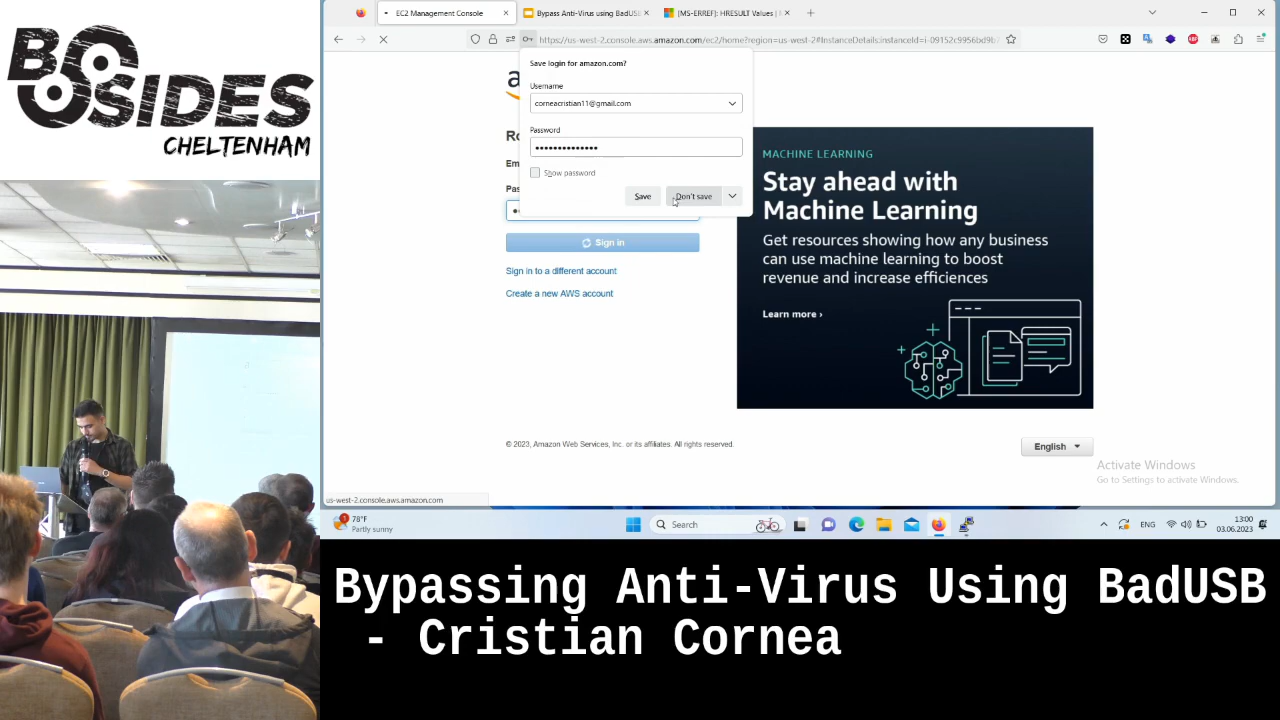 BSIDES
CHELTENHAM
EC2 Management Console
Bypass Anti-Virus using BadUSB
[MS-ERREF]: HRESULT Values |
https://us-west-2.console.aws.amazon.com/ec2/home?region=us-west-2#InstanceDetails:instanceId=i-09152c9956bd9b7
Save login for amazon.com?
Username
corneacristian11@gmail.com
Password
••••••••••••••
Show password
Save
Don't save
Sign in
Sign in to a different account
Create a new AWS account
MACHINE LEARNING
Stay ahead with
Machine Learning
Get resources showing how any business
can use machine learning to boost
revenue and increase efficiences
Learn more ›
© 2023, Amazon Web Services, Inc. or its affiliates. All rights reserved.
English
Activate Windows
Go to Settings to activate Windows.
us-west-2.console.aws.amazon.com
1
78°F
Partly sunny
Search
ENG
13:00
03.06.2023
Bypassing Anti-Virus Using BadUSB
- Cristian Cornea